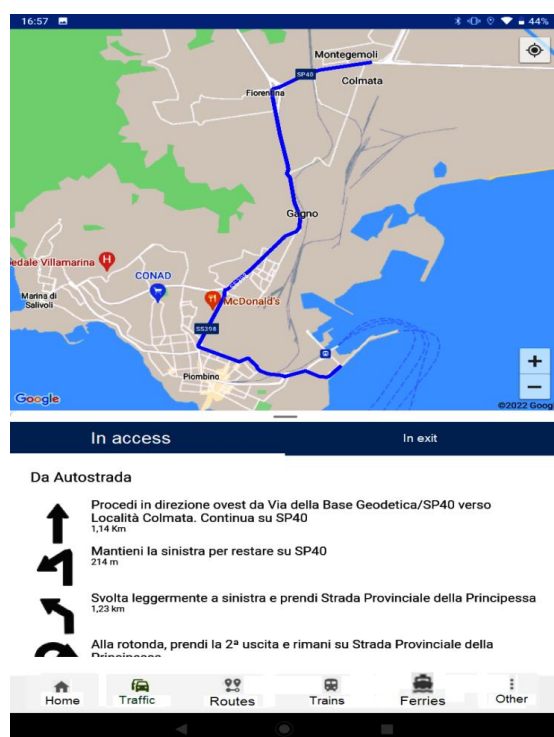 16:57
44%
Montegemoli
SP40
Colmata
Fiorentina
Gagno
edale Villamarina
H
CONAD
McDonald's
Marina di
Salivoli
SS398
Piombino
+
−
Google
©2022 Goog
In access
In exit
Da Autostrada
Procedi in direzione ovest da Via della Base Geodetica/SP40 verso
Località Colmata. Continua su SP40
1,14 Km
Mantieni la sinistra per restare su SP40
214 m
Svolta leggermente a sinistra e prendi Strada Provinciale della Principessa
1,23 km
Alla rotonda, prendi la 2ª uscita e rimani su Strada Provinciale della
Principessa
Home
Traffic
Routes
Trains
Ferries
Other